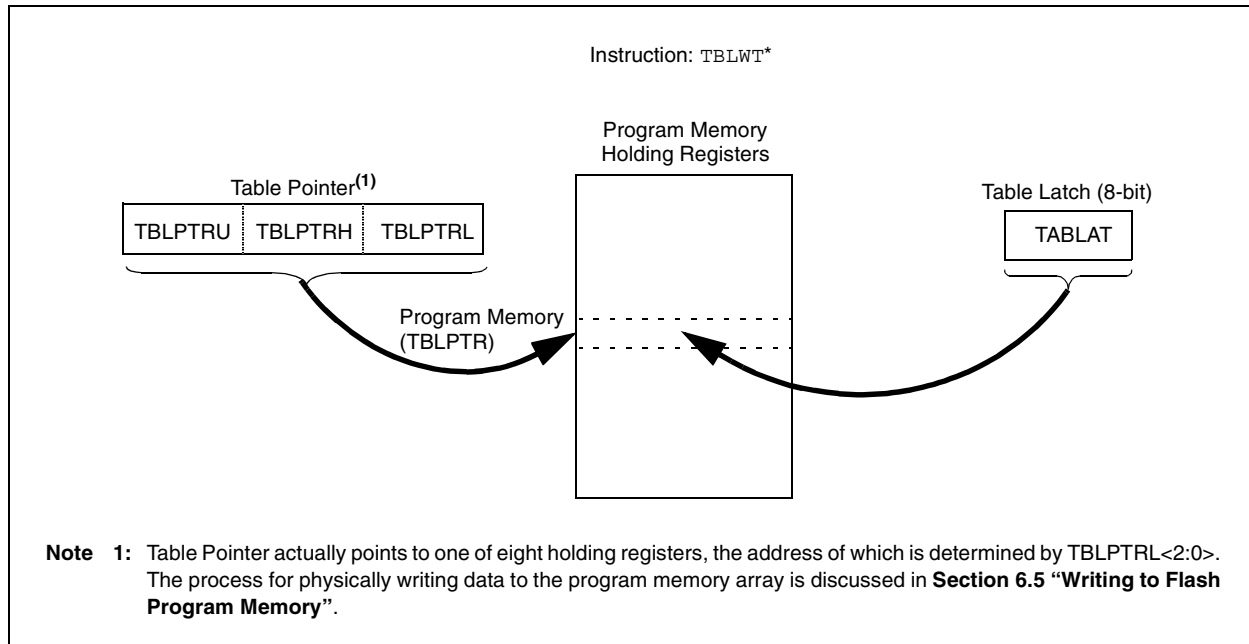 Instruction: TBLWT*
Program Memory
Holding Registers
Table Pointer(1)
Table Latch (8-bit)
TBLPTRU TBLPTRH TBLPTRL
TABLAT
Program Memory
(TBLPTR)
Note 1: Table Pointer actually points to one of eight holding registers, the address of which is determined by TBLPTRL<2:0>.
The process for physically writing data to the program memory array is discussed in Section 6.5 “Writing to Flash
Program Memory”.